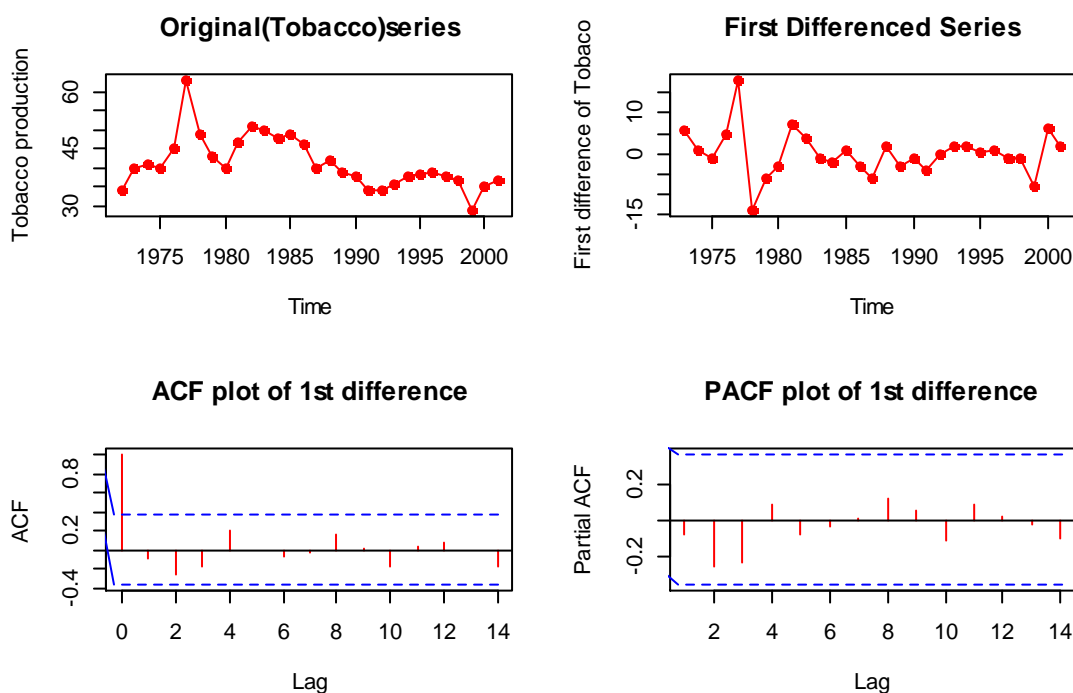 Original(Tobacco)series
Tobacco production
60
45
30
1975 1980 1985 1990 1995 2000
Time
First Differenced Series
First difference of Tobaco
10
0
-15
1975 1980 1985 1990 1995 2000
Time
ACF plot of 1st difference
ACF
0.8
0.2
-0.4
0 2 4 6 8 10 12 14
Lag
PACF plot of 1st difference
Partial ACF
0.2
-0.2
2 4 6 8 10 12 14
Lag